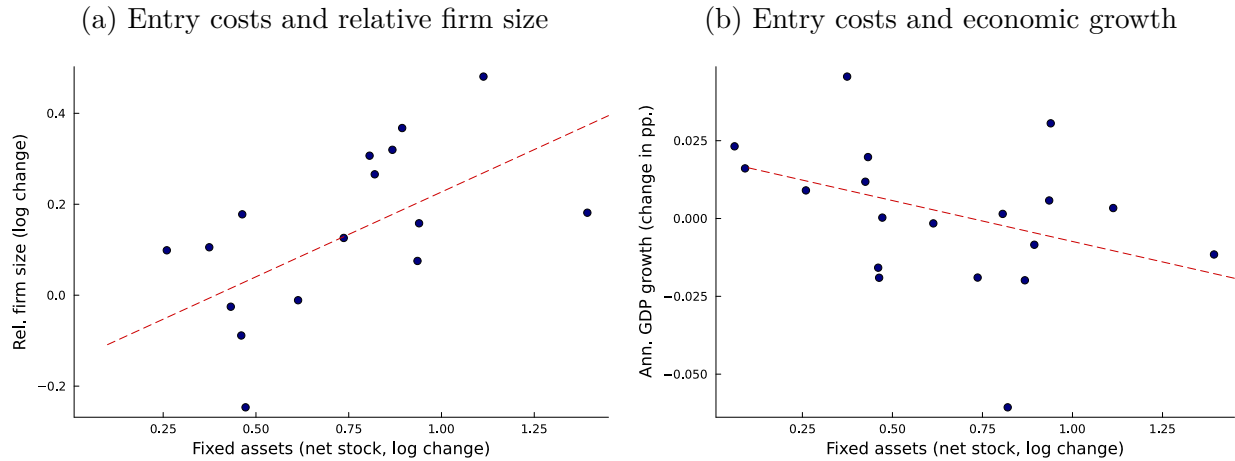 (a) Entry costs and relative firm size
Rel. firm size (log change)
0.4
0.2
0.0
−0.2
0.25 0.50 0.75 1.00 1.25
Fixed assets (net stock, log change)
(b) Entry costs and economic growth
Ann. GDP growth (change in pp.)
0.025
0.000
−0.025
−0.050
0.25 0.50 0.75 1.00 1.25
Fixed assets (net stock, log change)